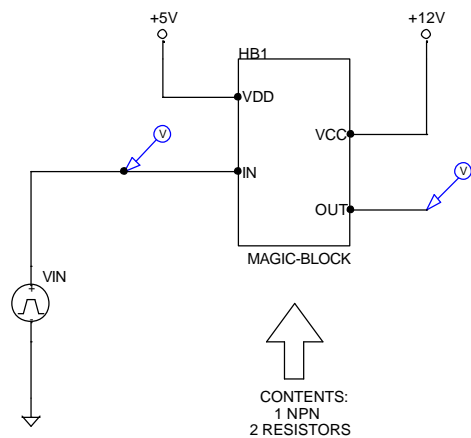 +5V
+12V
HB1
VDD
V
VCC
IN
V
OUT
MAGIC-BLOCK
VIN
+
-
CONTENTS:
1 NPN
2 RESISTORS